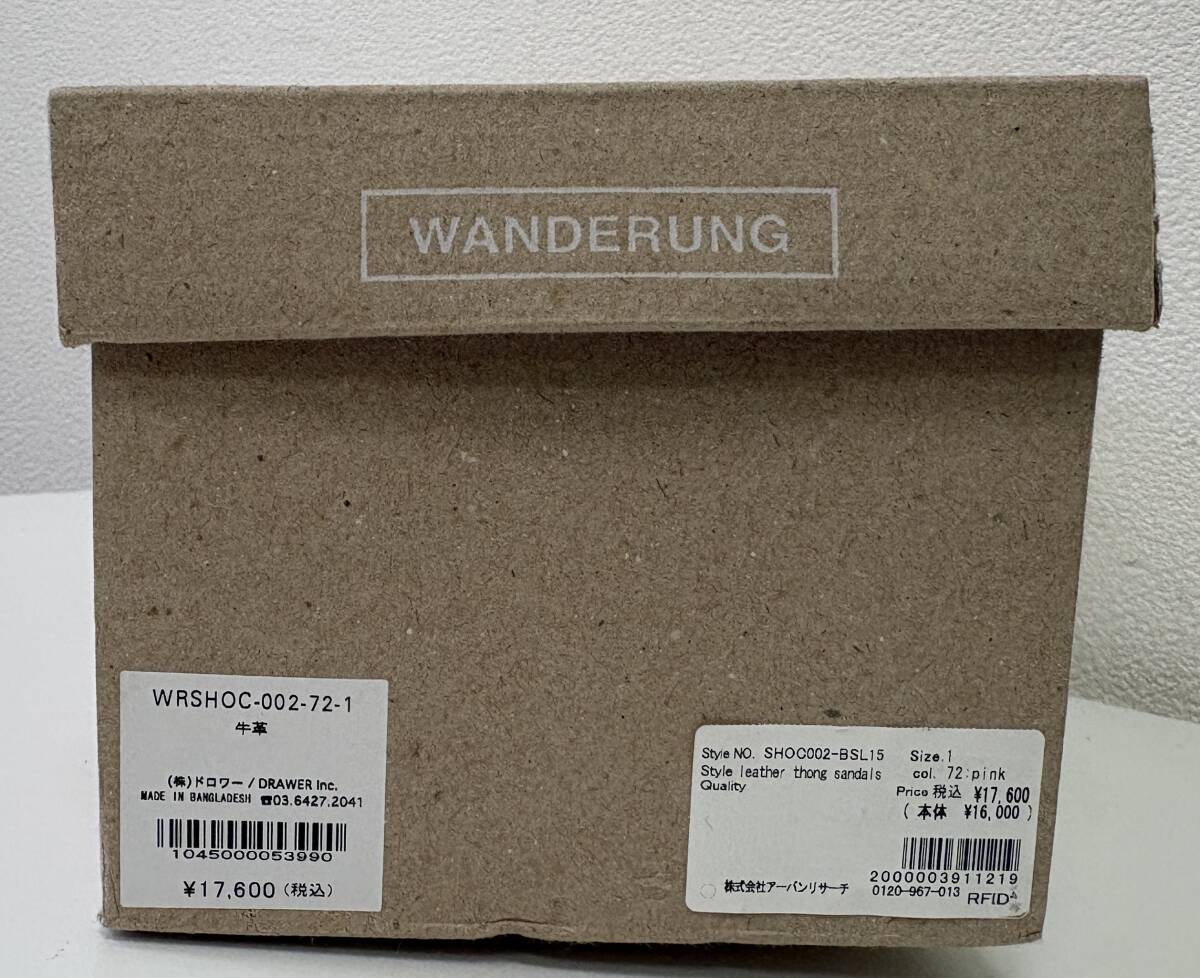 WANDERUNG
WRSHOC-002-72-1
牛革
(株)ドロワー/DRAWER Inc.
MADE IN BANGLADESH ☎03.6427.2041
1045000053990
¥17,600(税込)
Style NO. SHOC002-BSL15 Size.1
Style leather thong sandals col. 72:pink
Quality Price 税込 ¥17,600
( 本体 ¥16,000 )
2000003911219
株式会社アーバンリサーチ 0120-967-013
RFID